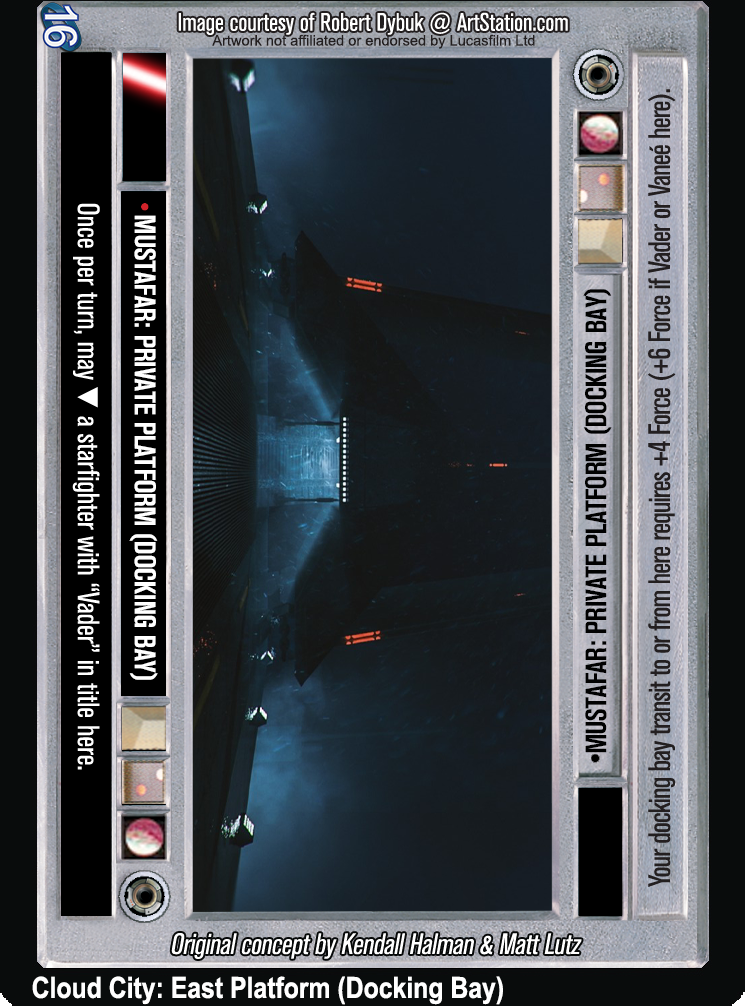 16
Image courtesy of Robert Dybuk @ ArtStation.com
Artwork not affiliated or endorsed by Lucasfilm Ltd
• MUSTAFAR: PRIVATE PLATFORM (DOCKING BAY)
Once per turn, may ▼ a starfighter with “Vader” in title here.
•MUSTAFAR: PRIVATE PLATFORM (DOCKING BAY)
Your docking bay transit to or from here requires +4 Force (+6 Force if Vader or Vaneé here).
Original concept by Kendall Halman & Matt Lutz
Cloud City: East Platform (Docking Bay)